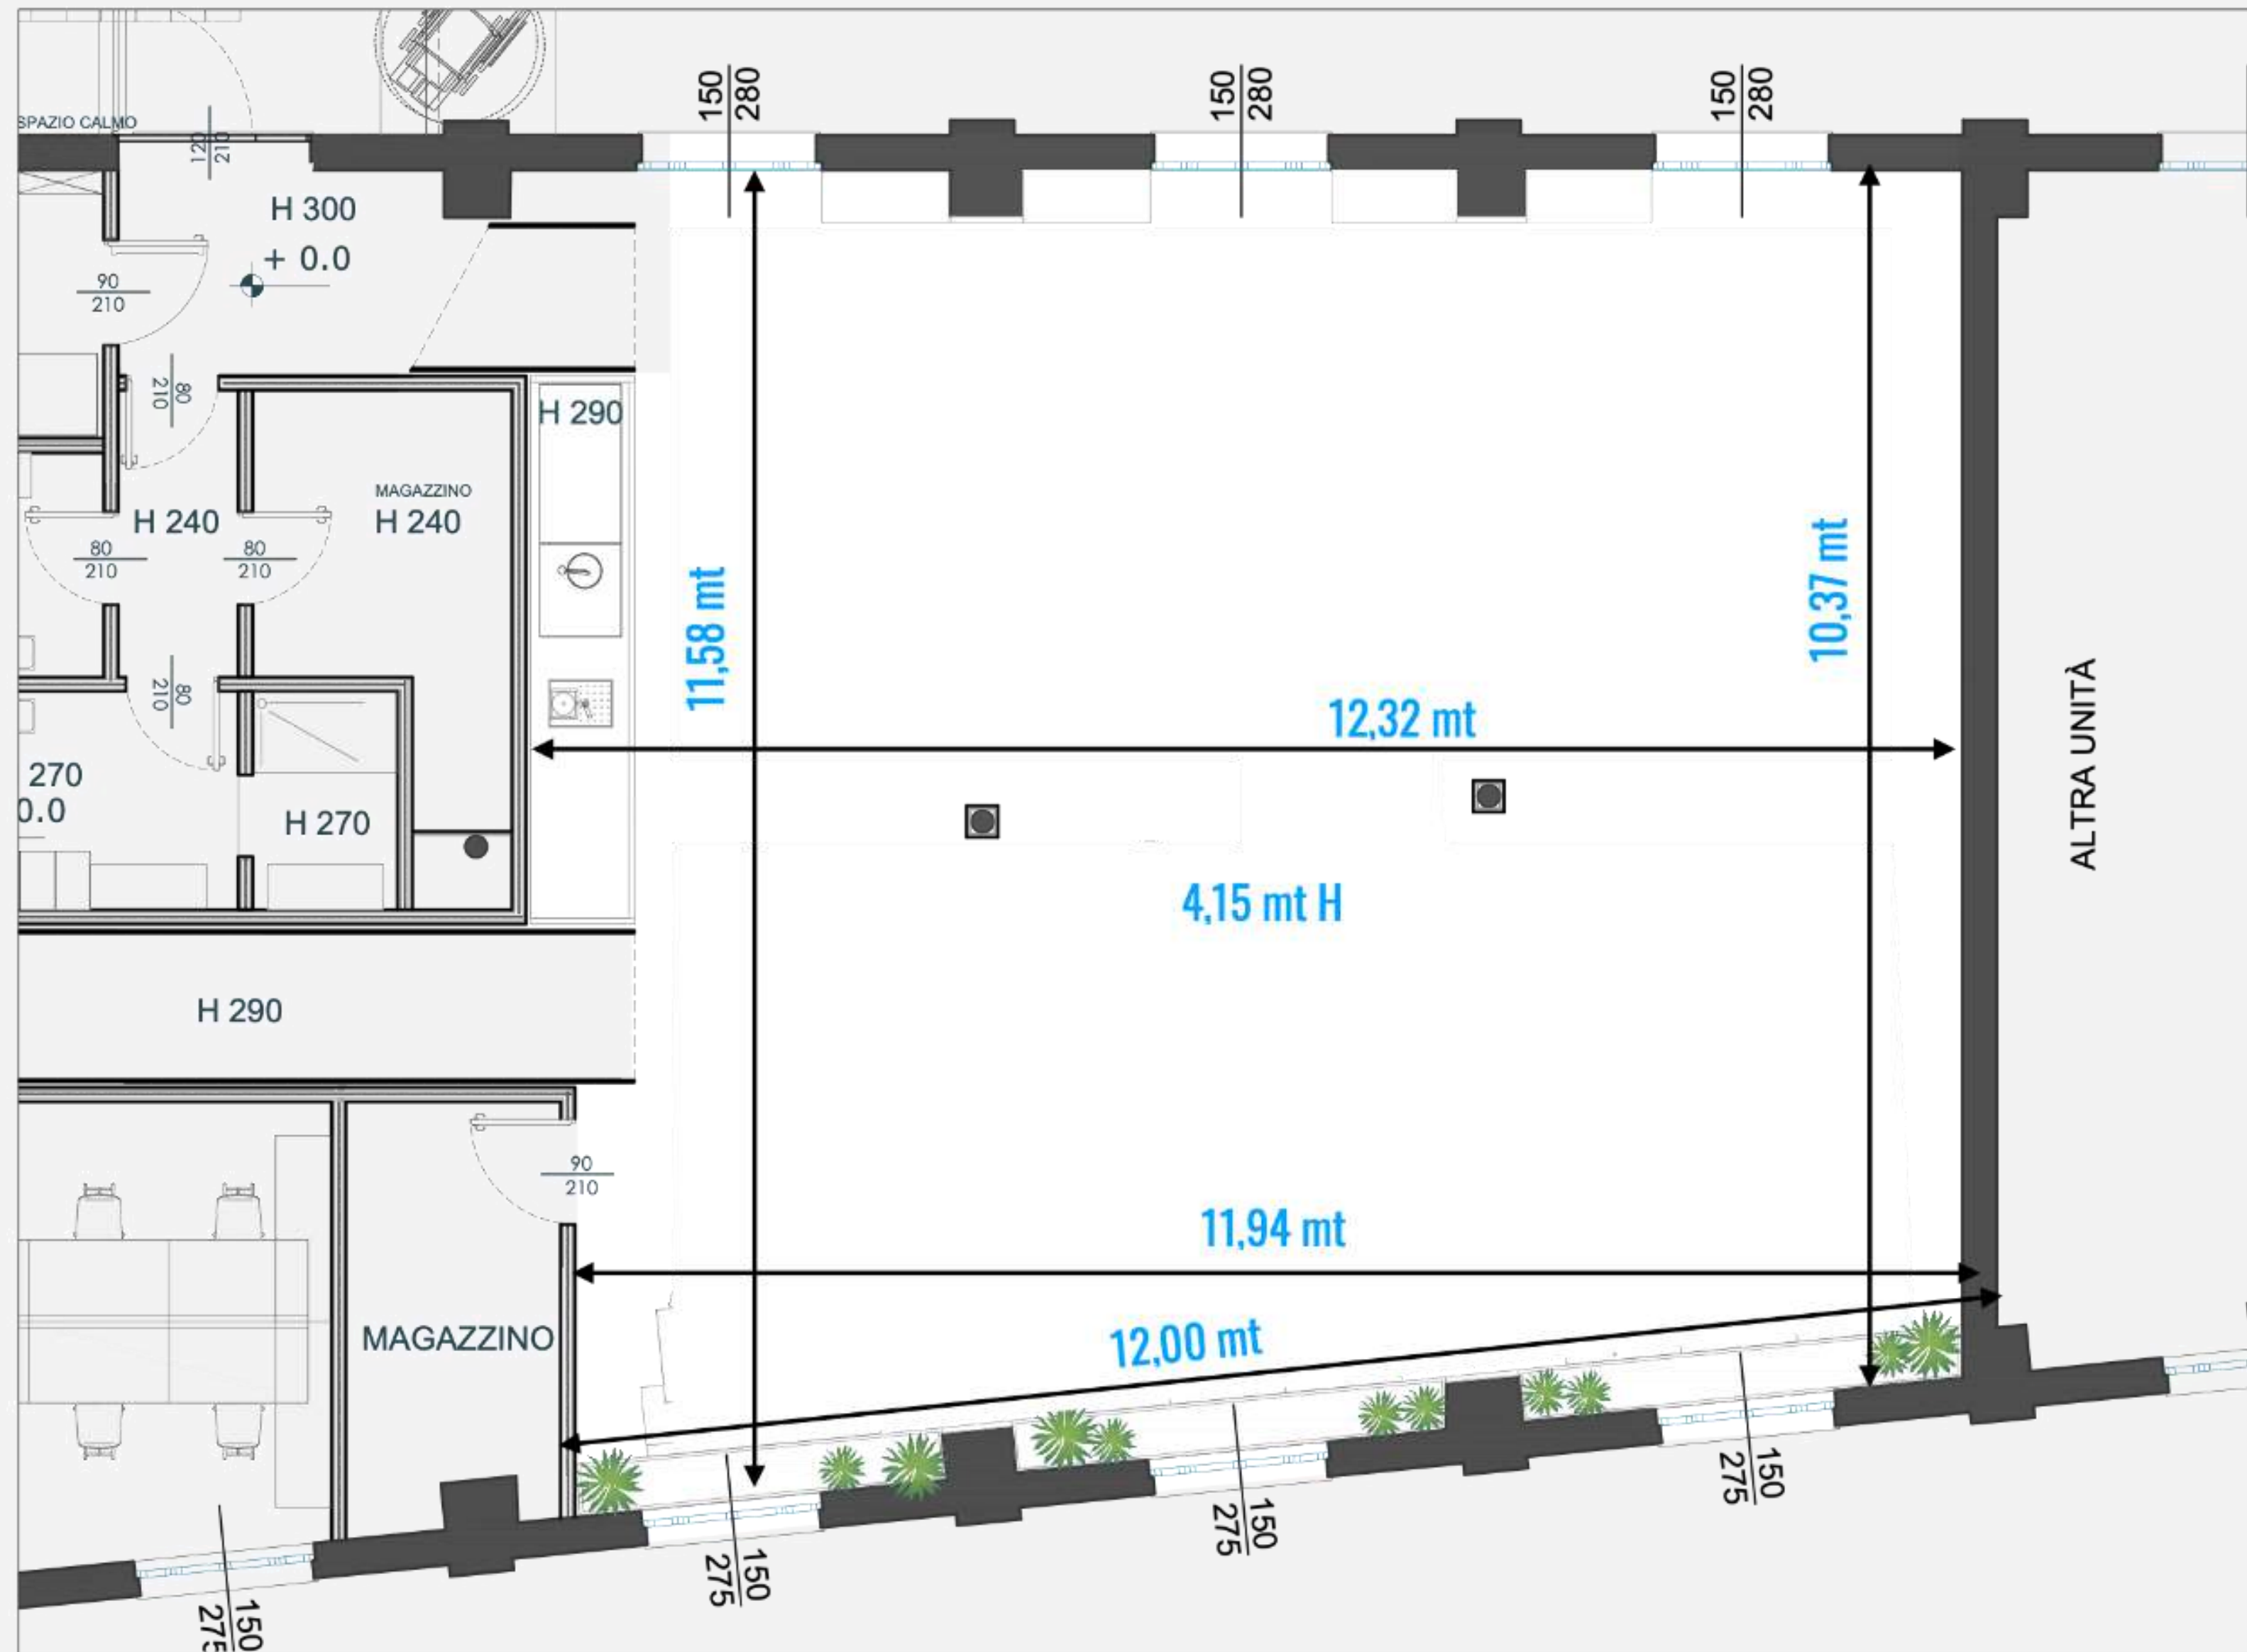 150
280
150
280
150
280
SPAZIO CALMO
120
210
H 300
+ 0.0
90
210
80
210
H 290
MAGAZZINO
H 240
H 240
80
210
80
210
11,58 mt
10,37 mt
80
210
12,32 mt
ALTRA UNITÀ
270
0.0
H 270
4,15 mt H
H 290
90
210
11,94 mt
MAGAZZINO
12,00 mt
150
275
150
275
150
275
150
275